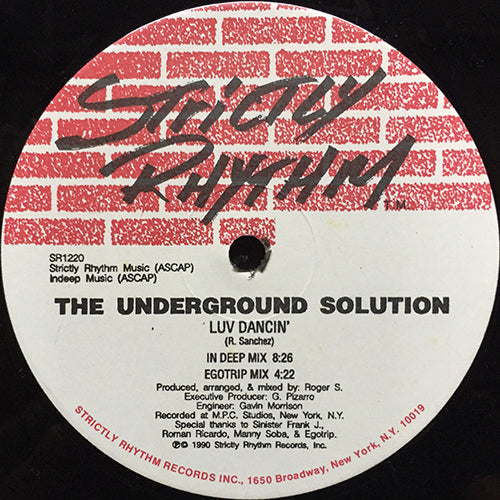 STRICTLY
RHYTHM
T.M.
SR1220
Strictly Rhythm Music (ASCAP)
Indeep Music (ASCAP)
THE UNDERGROUND SOLUTION
LUV DANCIN'
(R. Sanchez)
IN DEEP MIX 8:26
EGOTRIP MIX 4:22
Produced, arranged, & mixed by: Roger S.
Executive Producer: G. Pizarro
Engineer: Gavin Morrison
Recorded at M.P.C. Studios, New York, N.Y.
Special thanks to Sinister Frank J.,
Roman Ricardo, Manny Soba, & Egotrip.
℗© 1990 Strictly Rhythm Records, Inc.
STRICTLY RHYTHM RECORDS INC., 1650 Broadway, New York, N.Y. 10019